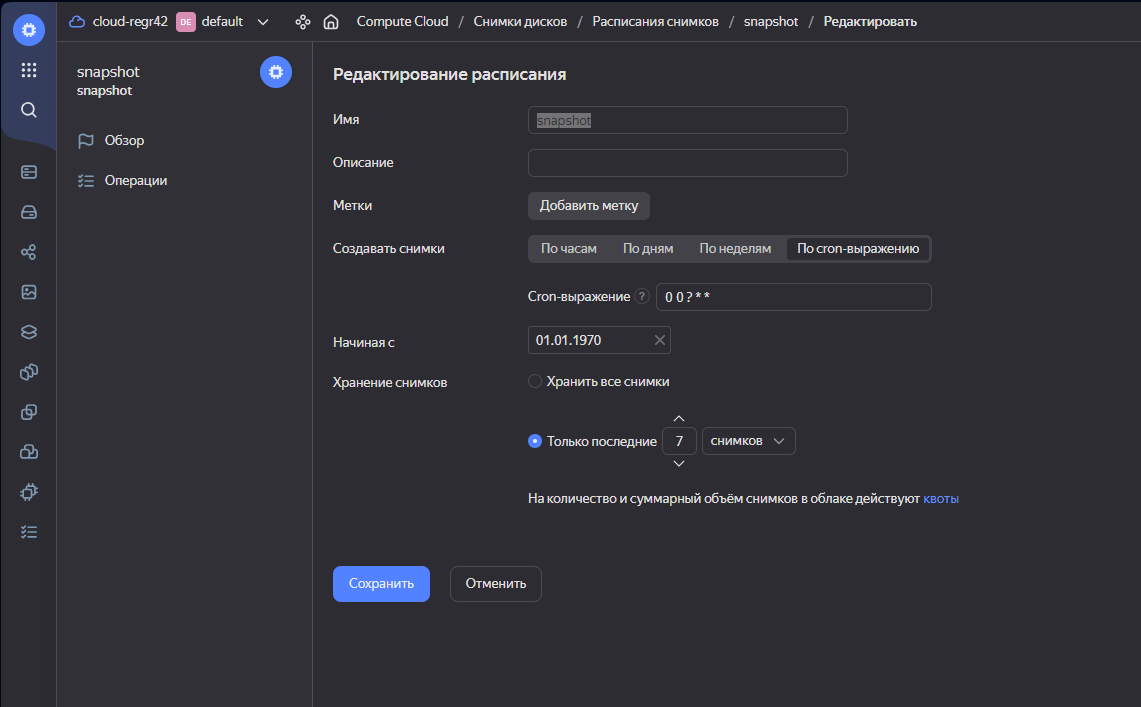 cloud-regr42 DE default Compute Cloud / Снимки дисков / Расписания снимков / snapshot / Редактировать
snapshot
snapshot
Обзор
Операции
Редактирование расписания
Имя snapshot
Описание
Метки Добавить метку
Создавать снимки По часам По дням По неделям По cron-выражению
Cron-выражение ? 0 0 ? * *
Начиная с 01.01.1970
Хранение снимков Хранить все снимки
Только последние 7 снимков
На количество и суммарный объём снимков в облаке действуют квоты
Сохранить Отменить